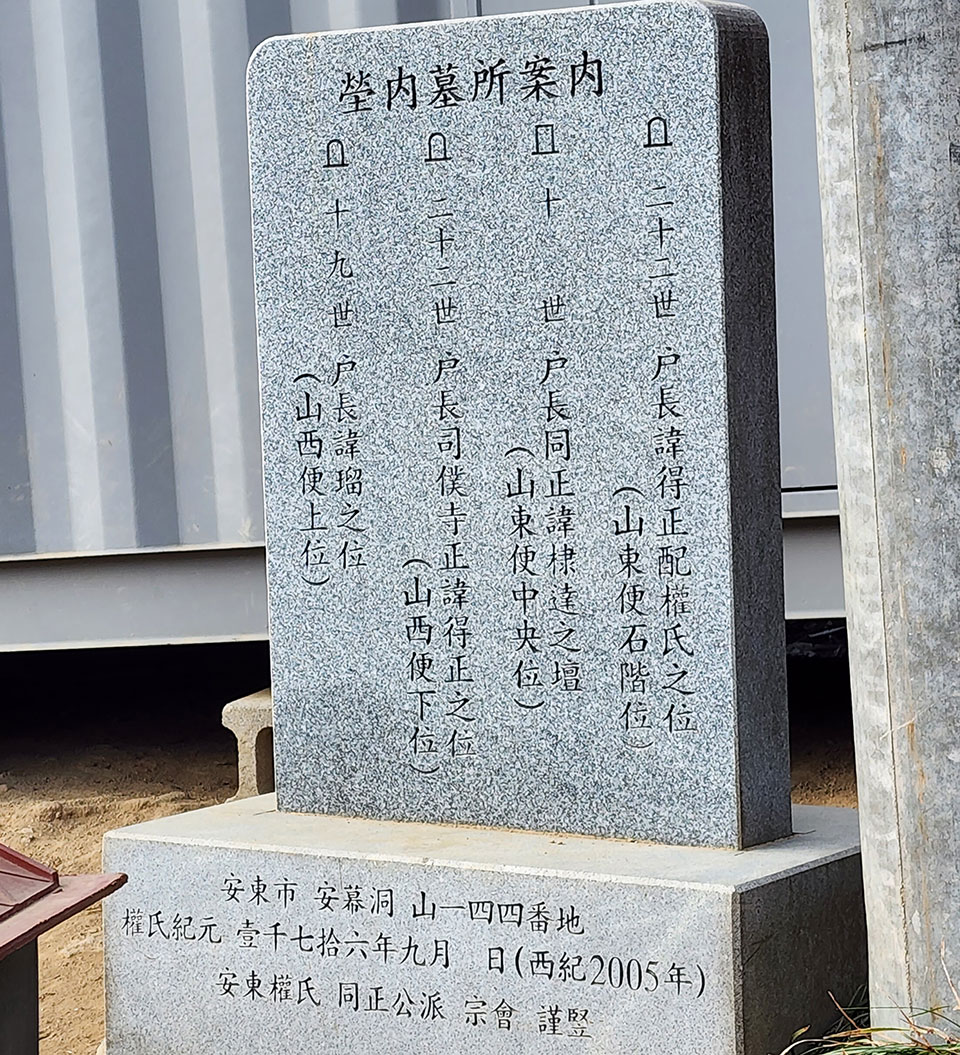 塋内墓所案内
二十二世 户長諱得正配權氏之位
(山東便石階位)
十 世 户長同正諱棣達之壇
(山東便中央位)
二十二世 户長司僕寺正諱得正之位
(山西便下位)
十九世 户長諱瑠之位
(山西便上位)
安東市 安幕洞 山一四四番地
權氏紀元 壹千七拾六年九月 日(西紀2005年)
安東權氏 同正公派 宗會 謹竪